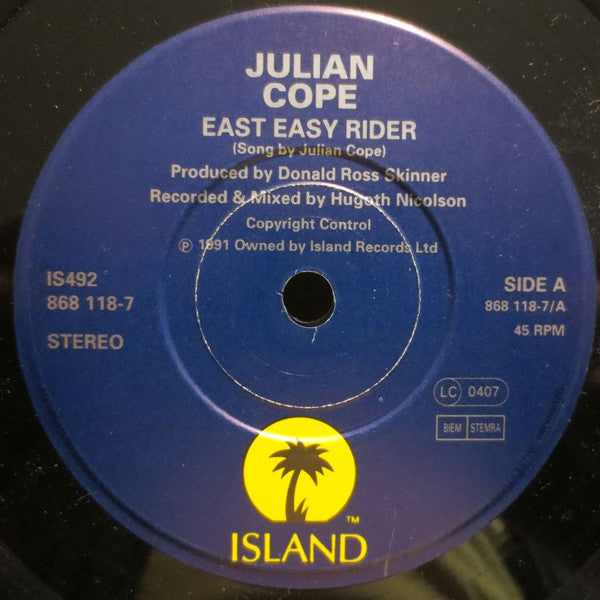 JULIAN
COPE
EAST EASY RIDER
(Song by Julian Cope)
Produced by Donald Ross Skinner
Recorded & Mixed by Hugoth Nicolson
Copyright Control
℗ 1991 Owned by Island Records Ltd
IS492
868 118-7
STEREO
SIDE A
868 118-7/A
45 RPM
LC 0407
BIEM STEMRA
TM
ISLAND